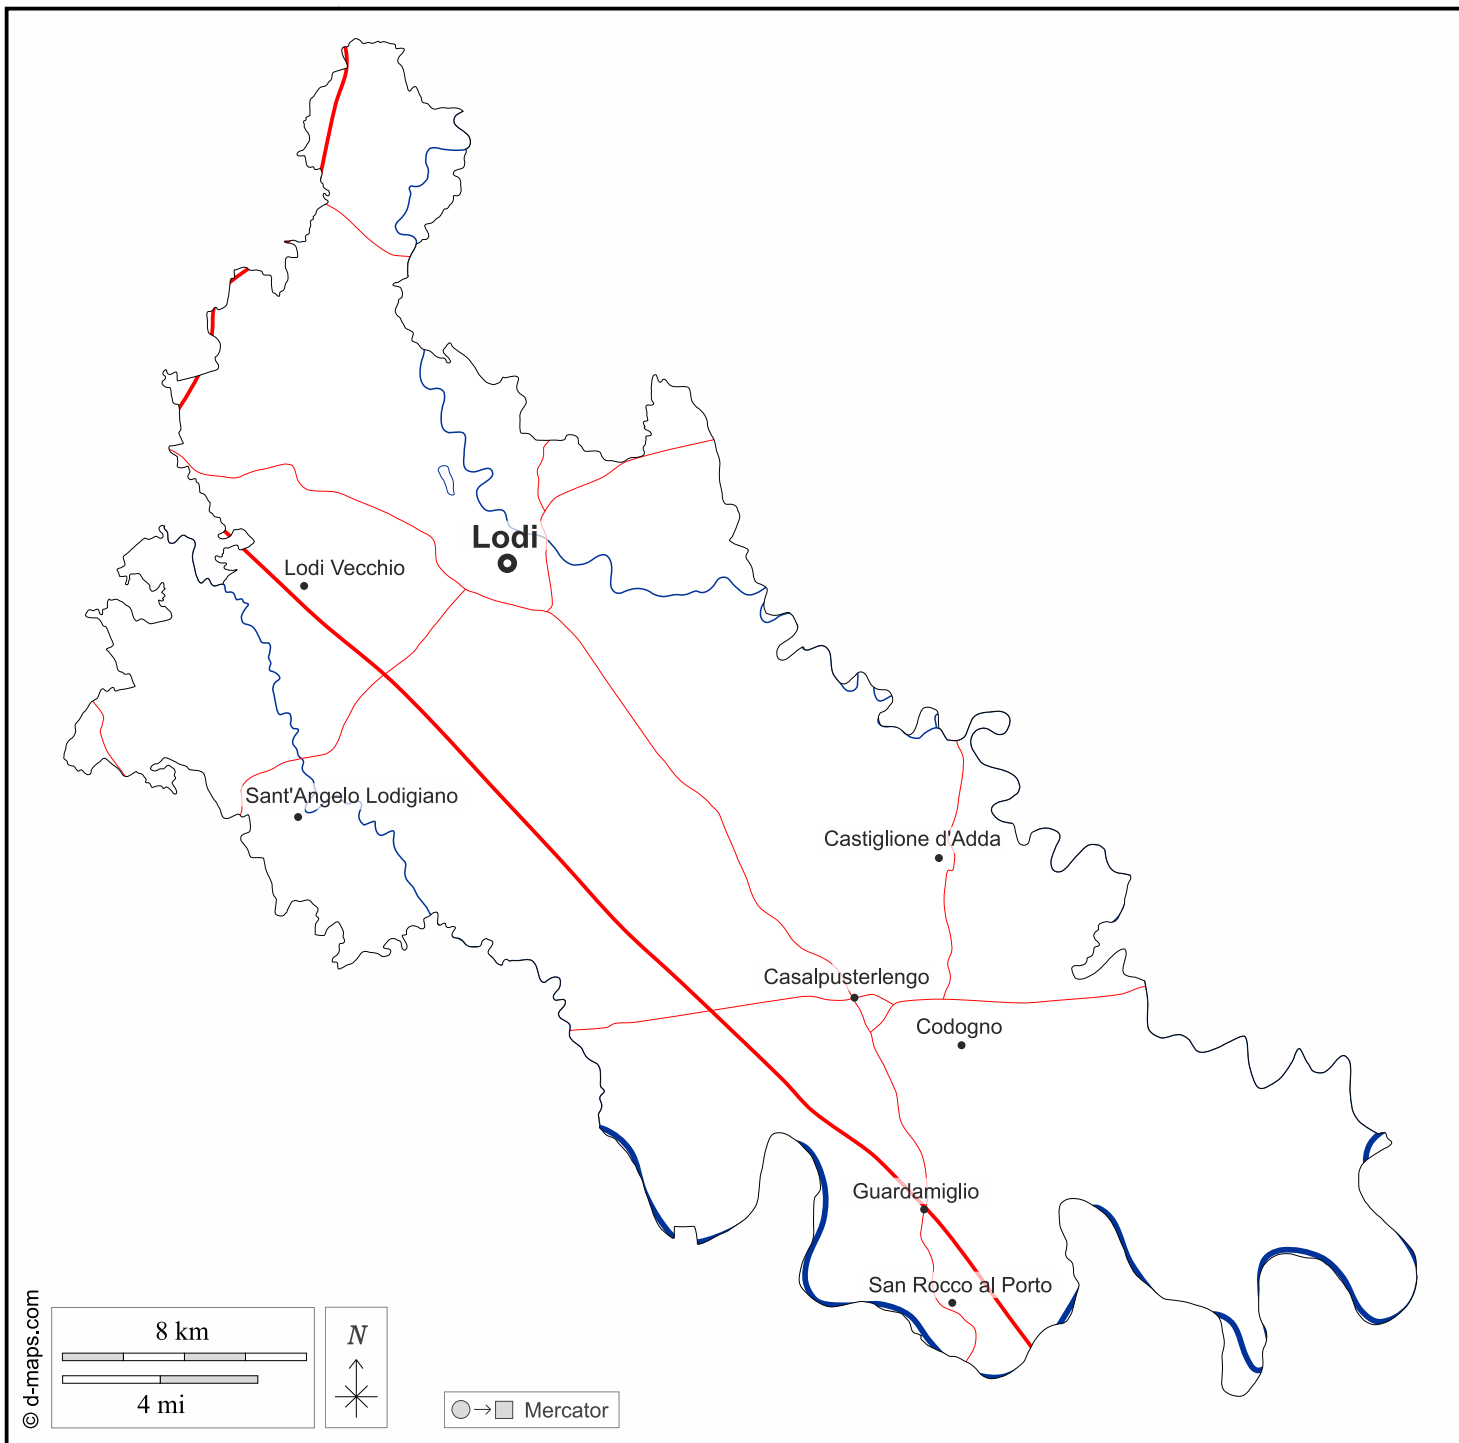 Lodi
Lodi Vecchio
Sant'Angelo Lodigiano
Castiglione d'Adda
Casalpusterlengo
Codogno
Guardamiglio
San Rocco al Porto
© d-maps.com
8 km
4 mi
N
Mercator